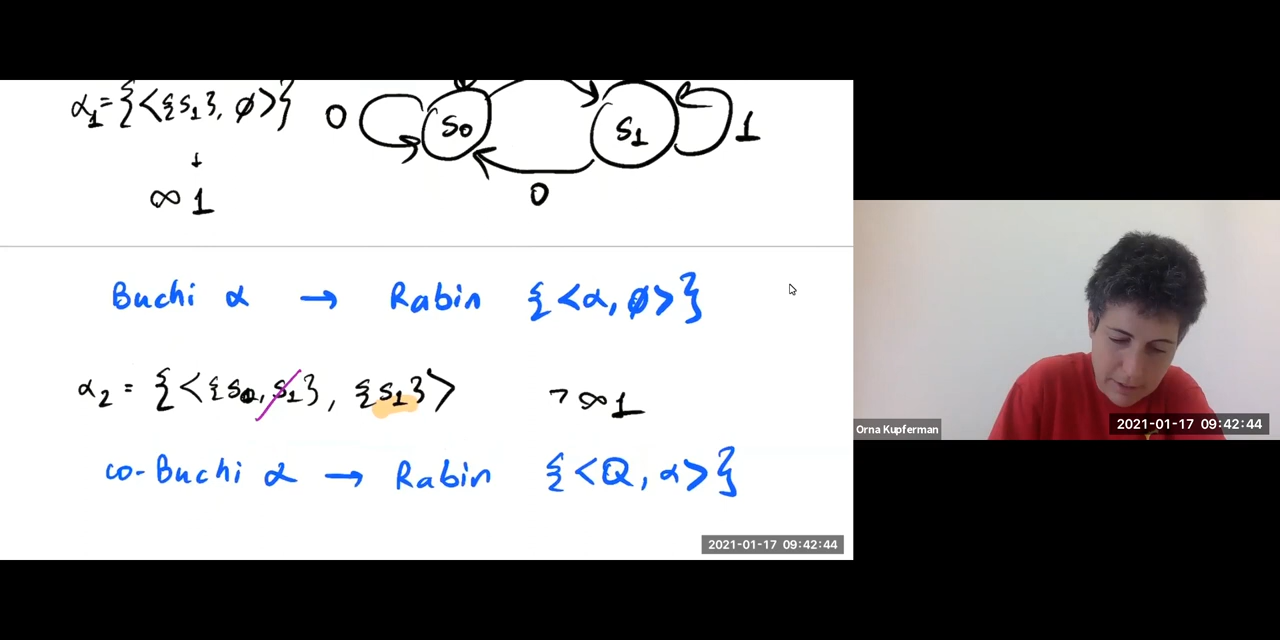 α₁ = {<{s₁}, ∅>}
0
s₀
s₁
1
↓
∞ 1
0
Buchi α → Rabin {<α, ∅>}
α₂ = {<{s₀, s₁}, {s₁}> ¬∞1
co-Buchi α → Rabin {<Q, α>}
Orna Kupferman
2021-01-17 09:42:44
2021-01-17 09:42:44